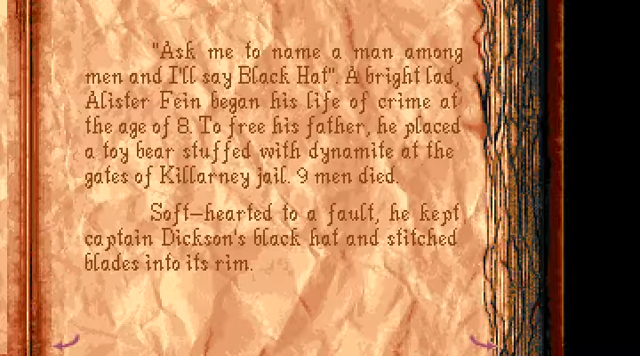 "Ask me to name a man among
men and I'll say Black Hat". A bright lad,
Alister Fein began his life of crime at
the age of 8. To free his father, he placed
a toy bear stuffed with dynamite at the
gates of Killarney jail. 9 men died.
Soft-hearted to a fault, he kept
captain Dickson's black hat and stitched
blades into its rim.